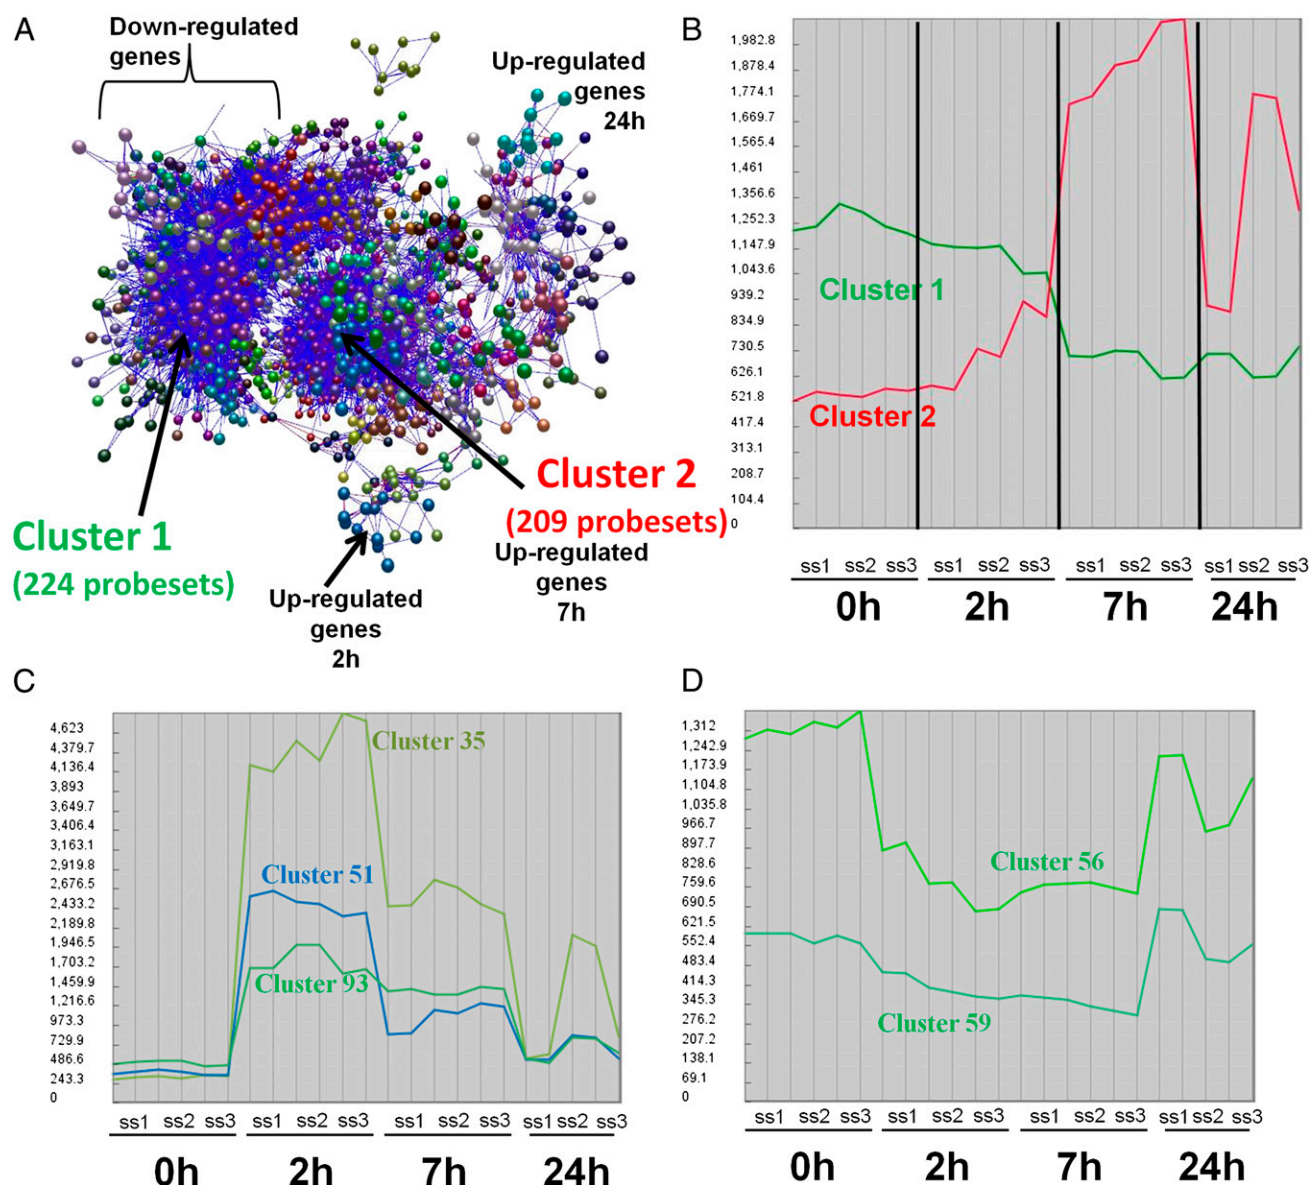 A
Down-regulated
genes
Up-regulated
genes
24h
Cluster 1
(224 probesets)
Cluster 2
(209 probesets)
Up-regulated
genes
7h
Up-regulated
genes
2h
B
1,982.8
1,878.4
1,774.1
1,669.7
1,565.4
1,461
1,356.6
1,252.3
1,147.9
1,043.6
939.2
834.9
730.5
626.1
521.8
417.4
313.1
208.7
104.4
0
Cluster 1
Cluster 2
ss1 ss2 ss3 ss1 ss2 ss3 ss1 ss2 ss3 ss1 ss2 ss3
0h 2h 7h 24h
C
4,623
4,379.7
4,136.4
3,893
3,649.7
3,406.4
3,163.1
2,919.8
2,676.5
2,433.2
2,189.8
1,946.5
1,703.2
1,459.9
1,216.6
973.3
729.9
486.6
243.3
0
Cluster 35
Cluster 51
Cluster 93
ss1 ss2 ss3 ss1 ss2 ss3 ss1 ss2 ss3 ss1 ss2 ss3
0h 2h 7h 24h
D
1,312
1,242.9
1,173.9
1,104.8
1,035.8
966.7
897.7
828.6
759.6
690.5
621.5
552.4
483.4
414.3
345.3
276.2
207.2
138.1
69.1
0
Cluster 56
Cluster 59
ss1 ss2 ss3 ss1 ss2 ss3 ss1 ss2 ss3 ss1 ss2 ss3
0h 2h 7h 24h